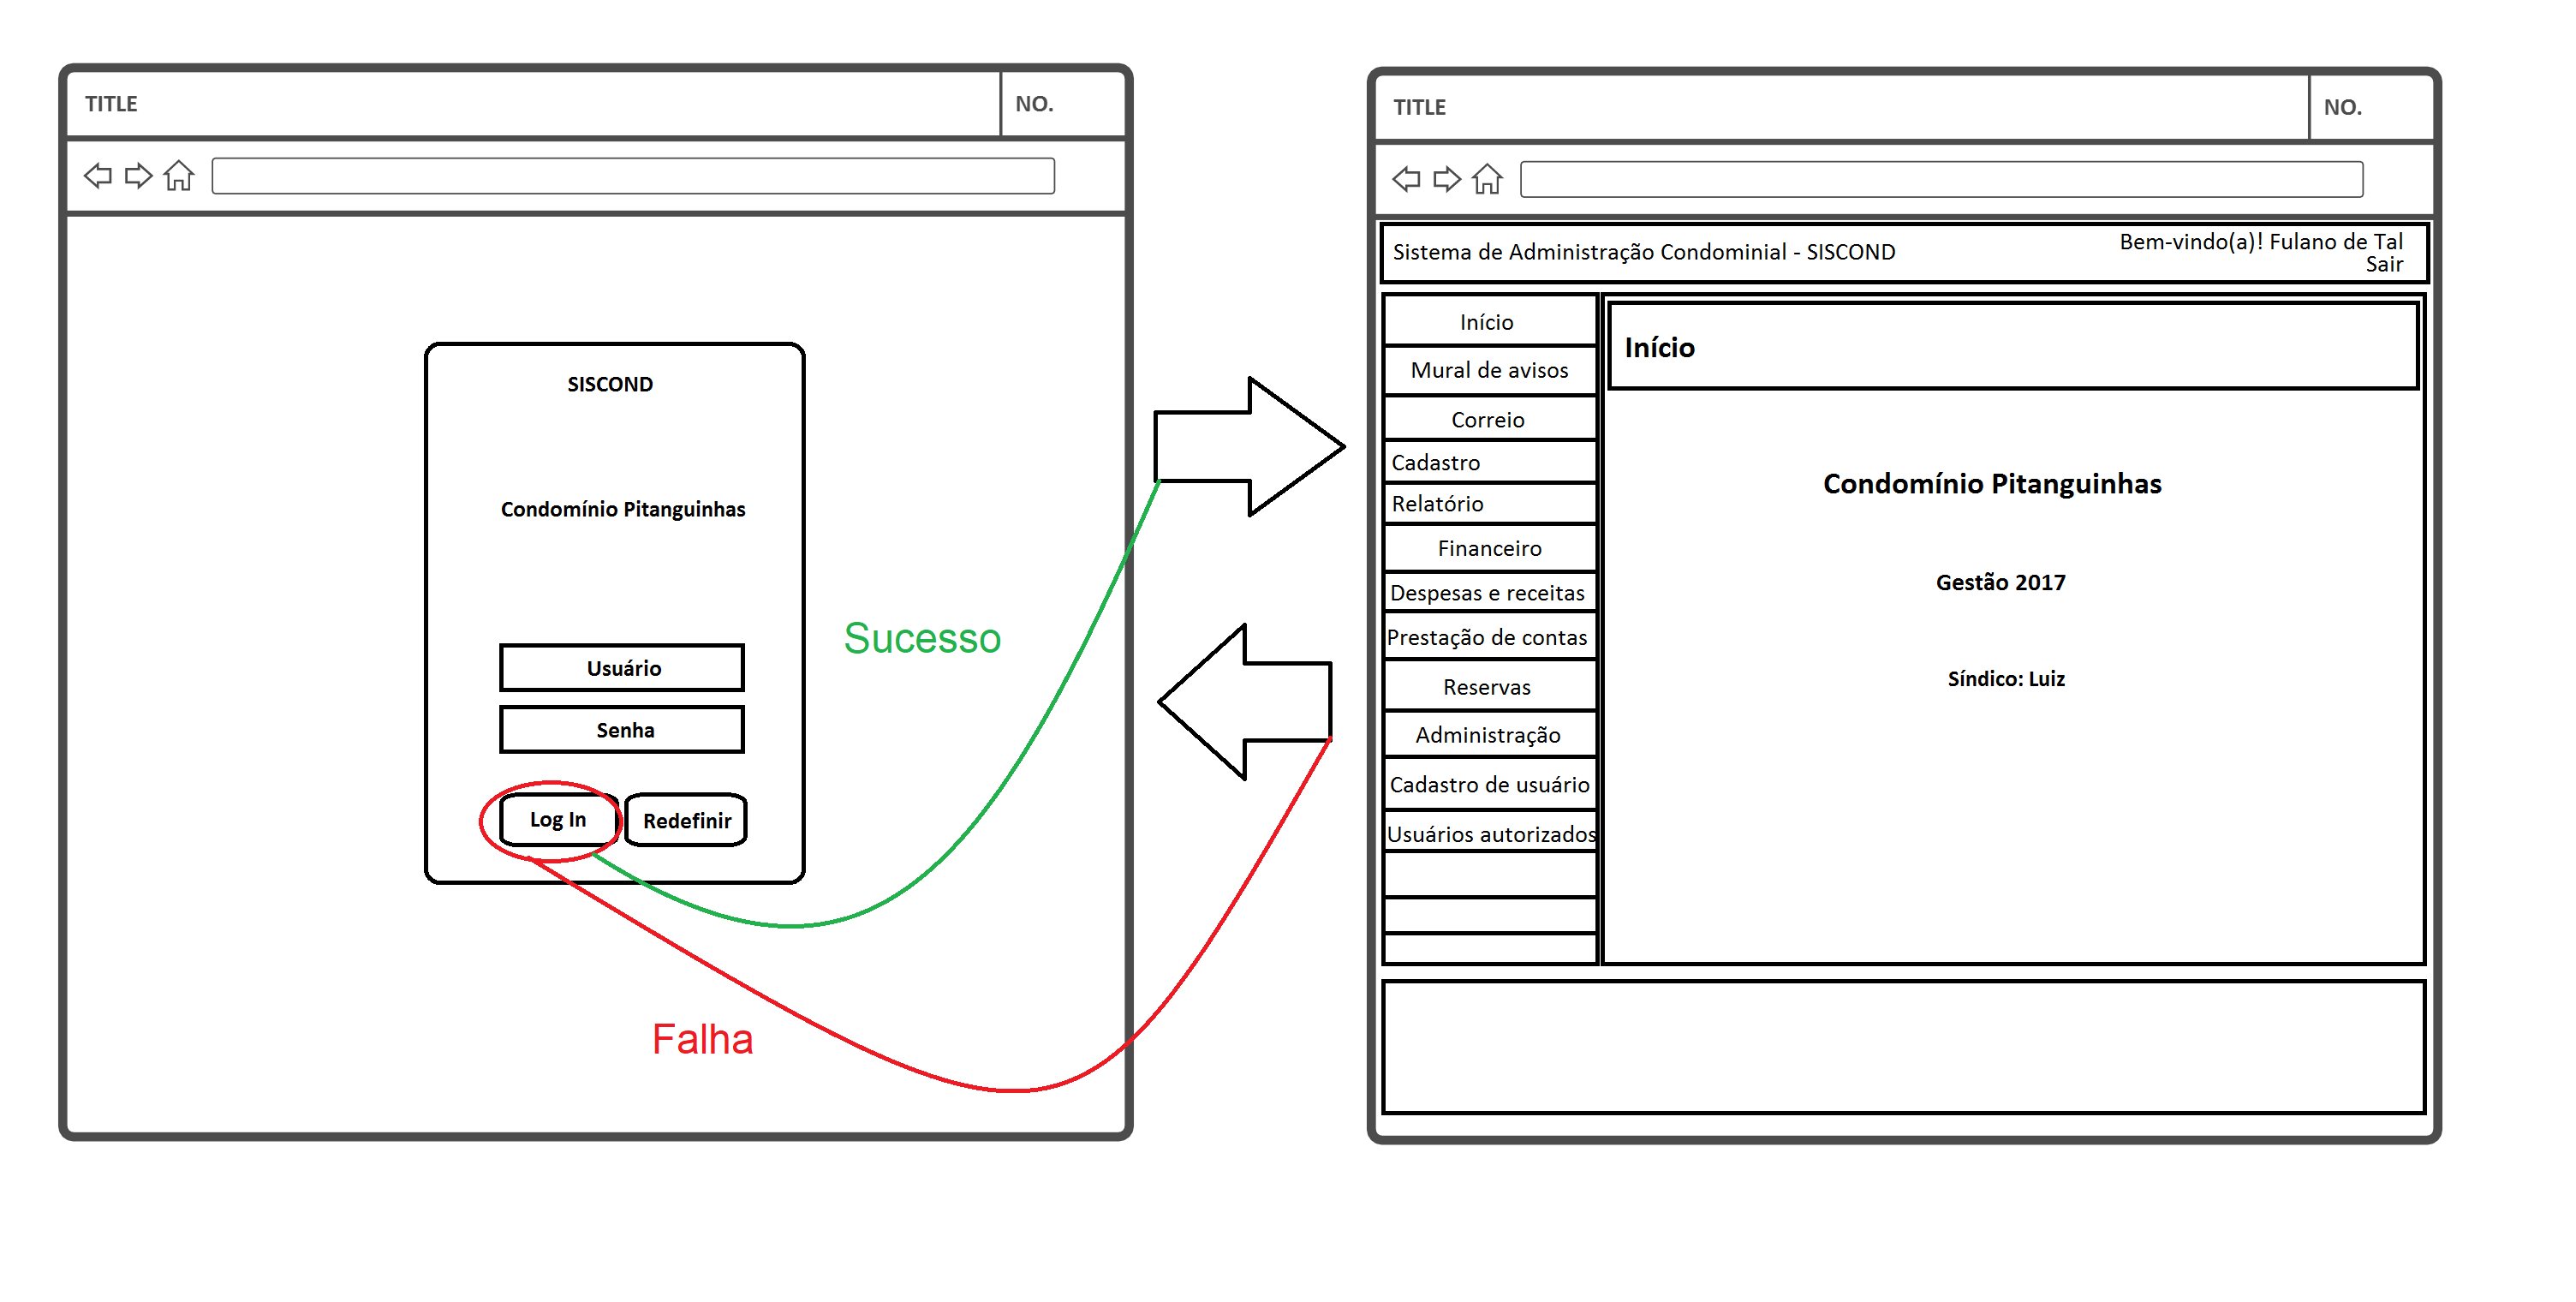 TITLE
NO.
SISCOND
Condomínio Pitanguinhas
Usuário
Senha
Log In
Redefinir
Sucesso
Falha
TITLE
NO.
Sistema de Administração Condominial - SISCOND
Bem-vindo(a)! Fulano de Tal
Sair
Início
Mural de avisos
Correio
Cadastro
Relatório
Financeiro
Despesas e receitas
Prestação de contas
Reservas
Administração
Cadastro de usuário
Usuários autorizados
Início
Condomínio Pitanguinhas
Gestão 2017
Síndico: Luiz